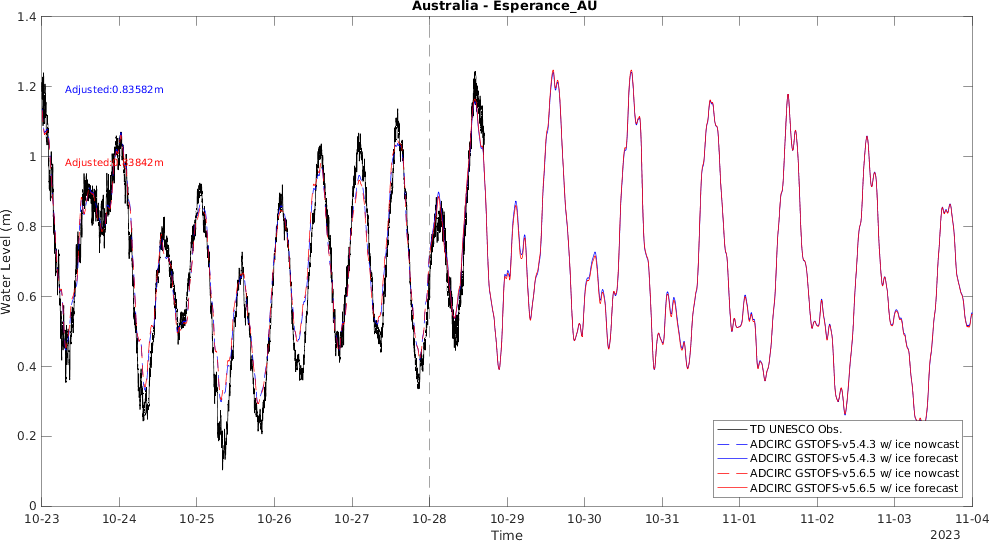 Australia - Esperance_AU
1.4
1.2
1
0.8
0.6
0.4
0.2
0
Water Level (m)
Adjusted:0.83582m
10-23
10-24
10-25
10-26
10-27
10-28
10-29
10-30
10-31
11-01
11-02
11-03
11-04
Time
2023
TD UNESCO Obs.
ADCIRC GSTOFS-v5.4.3 w/ ice nowcast
ADCIRC GSTOFS-v5.4.3 w/ ice forecast
ADCIRC GSTOFS-v5.6.5 w/ ice nowcast
ADCIRC GSTOFS-v5.6.5 w/ ice forecast